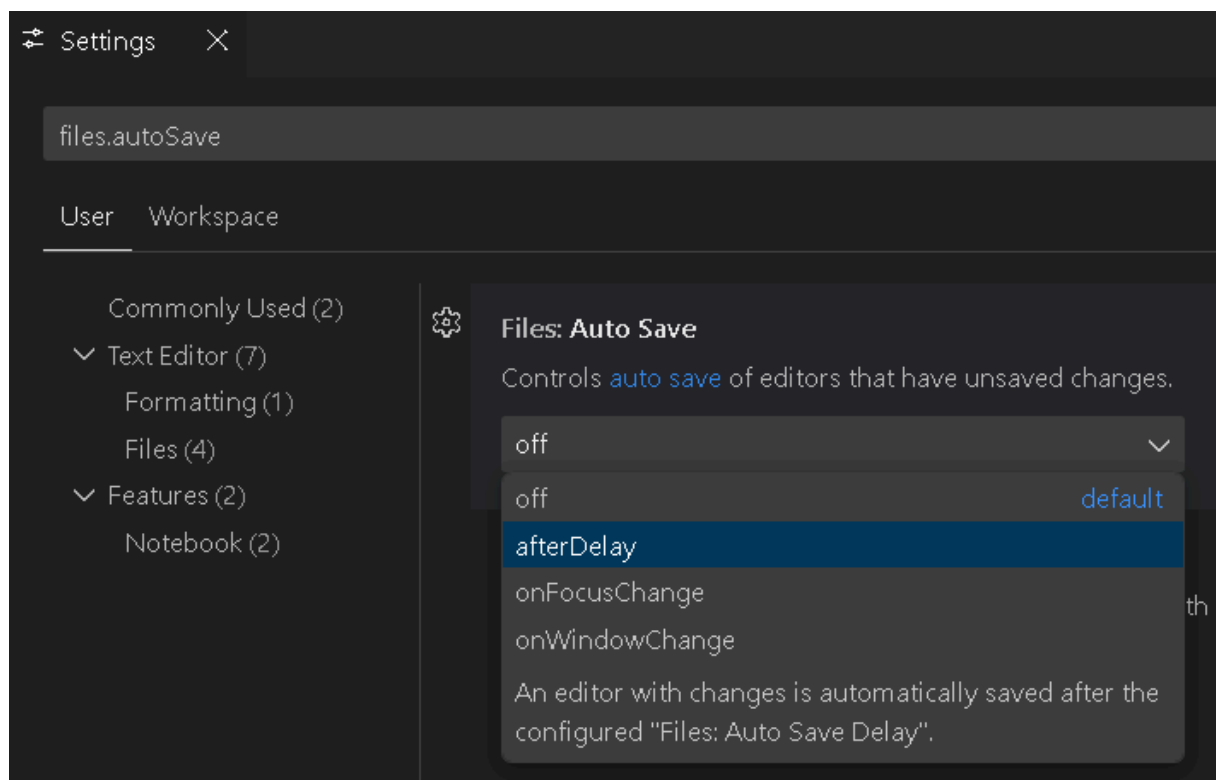 Settings
files.autoSave
User Workspace
Commonly Used (2)
Text Editor (7)
Formatting (1)
Files (4)
Features (2)
Notebook (2)
Files: Auto Save
Controls auto save of editors that have unsaved changes.
off
off default
afterDelay
onFocusChange
onWindowChange
th
An editor with changes is automatically saved after the
configured "Files: Auto Save Delay".